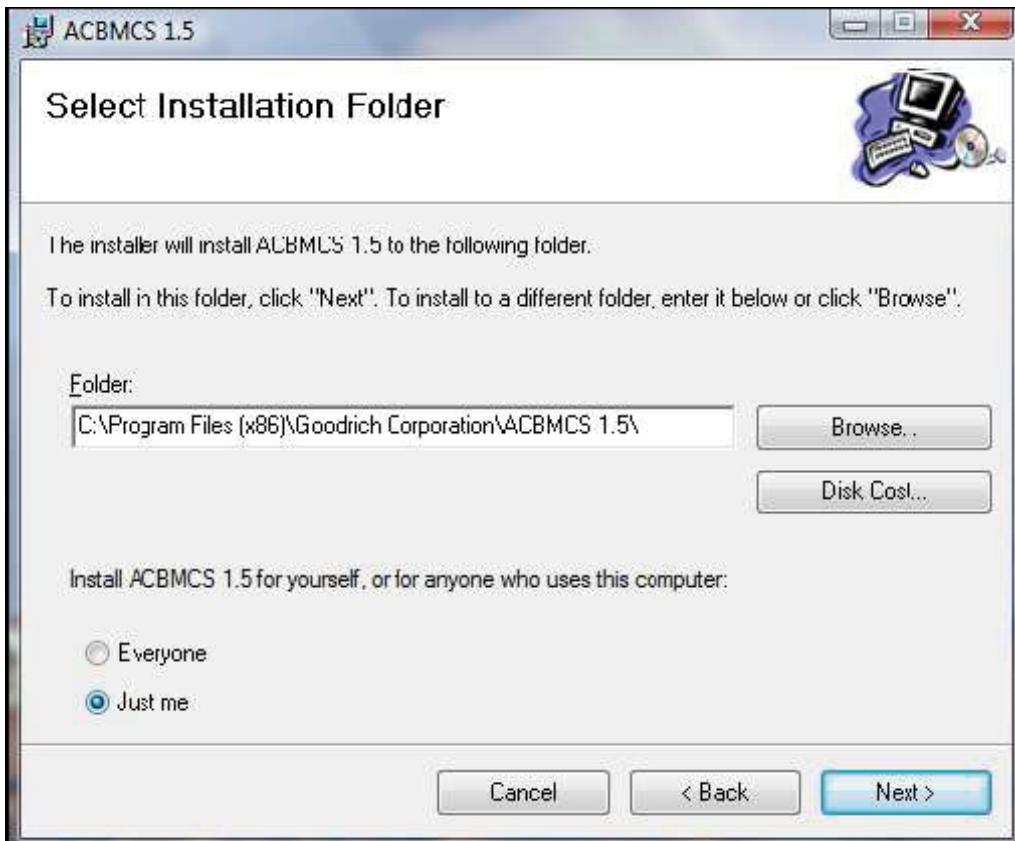 ACBMCS 1.5
Select Installation Folder
The installer will install ACBMCS 1.5 to the following folder.
To install in this folder, click "Next". To install to a different folder, enter it below or click "Browse".
Folder:
C:\Program Files (x86)\Goodrich Corporation\ACBMCS 1.5\
Browse...
Disk Cost...
Install ACBMCS 1.5 for yourself, or for anyone who uses this computer:
Everyone
Just me
Cancel
< Back
Next >